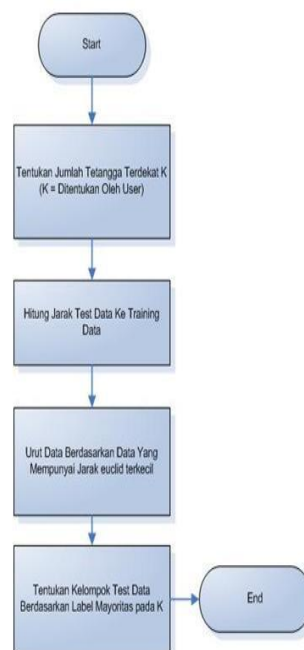 Start
Tentukan Jumlah Tetangga Terdekat K
(K = Ditentukan Oleh User)
Hitung Jarak Test Data Ke Training
Data
Urut Data Berdasarkan Data Yang
Mempunyai Jarak euclid terkecil
Tentukan Kelompok Test Data
Berdasarkan Label Mayoritas pada K
End